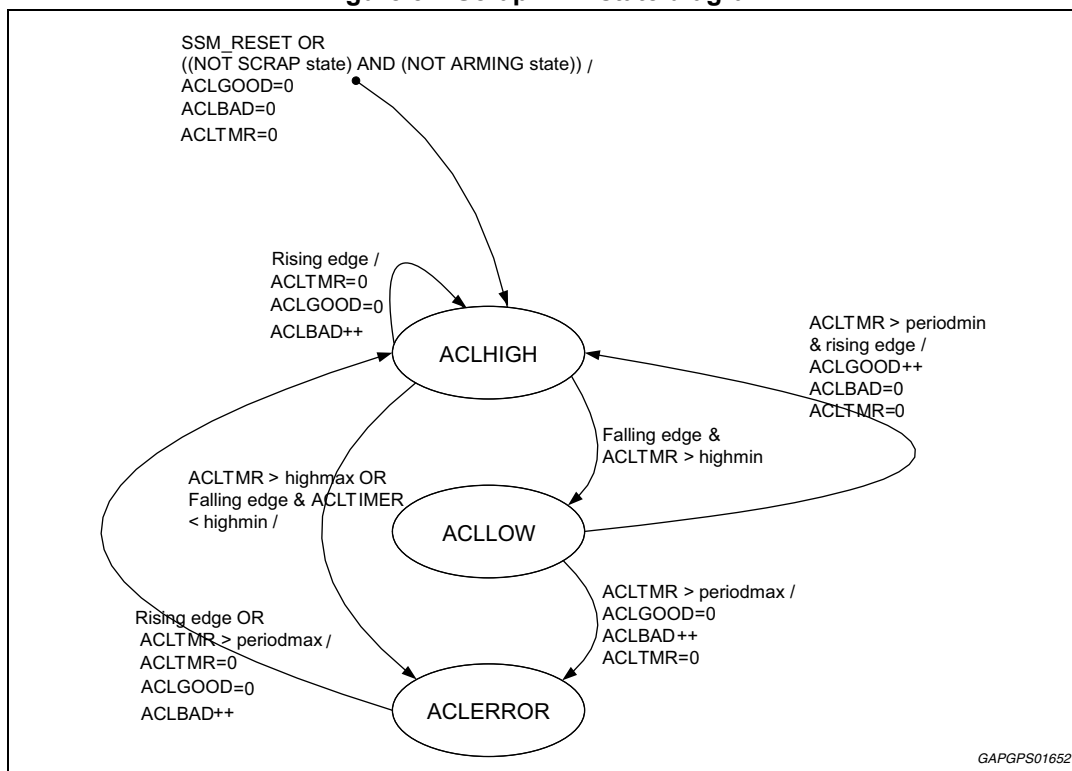 SSM_RESET OR
((NOT SCRAP state) AND (NOT ARMING state)) /
ACLGOOD=0
ACLBAD=0
ACLTMR=0
Rising edge /
ACLTMR=0
ACLGOOD=0
ACLBAD++
ACLHIGH
ACLTMR > periodmin
& rising edge /
ACLGOOD++
ACLBAD=0
ACLTMR=0
Falling edge &
ACLTMR > highmin
ACLTMR > highmax OR
Falling edge & ACLTIMER
< highmin /
ACLLOW
ACLTMR > periodmax /
ACLGOOD=0
ACLBAD++
ACLTMR=0
Rising edge OR
ACLTMR > periodmax /
ACLTMR=0
ACLGOOD=0
ACLBAD++
ACLERROR
GAPGPS01652